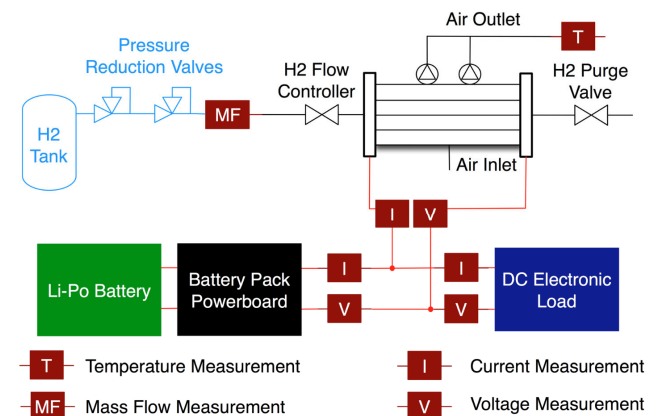 Air Outlet
T
Pressure
Reduction Valves
H2 Flow
Controller
H2 Purge
Valve
H2
Tank
MF
Air Inlet
I
V
Li-Po Battery
Battery Pack
Powerboard
I
V
I
V
DC Electronic
Load
T
Temperature Measurement
I
Current Measurement
MF
Mass Flow Measurement
V
Voltage Measurement